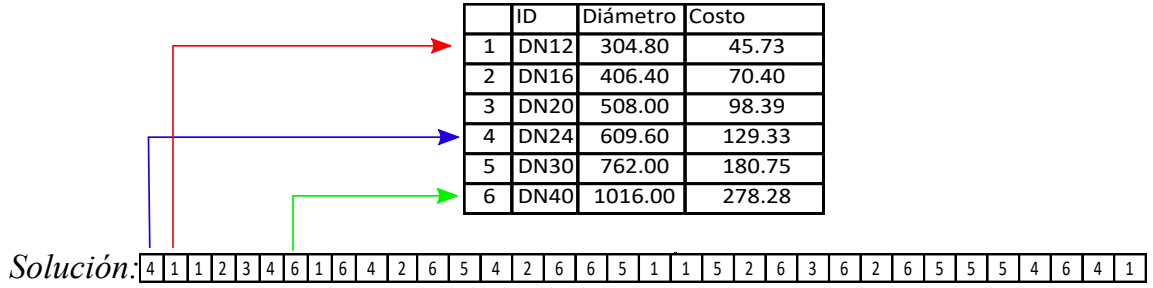 ID Diámetro Costo
1 DN12 304.80 45.73
2 DN16 406.40 70.40
3 DN20 508.00 98.39
4 DN24 609.60 129.33
5 DN30 762.00 180.75
6 DN40 1016.00 278.28
Solución: 4 1 1 2 3 4 6 1 6 4 2 6 5 4 2 6 6 5 1 1 5 2 6 3 6 2 6 5 5 5 4 6 4 1